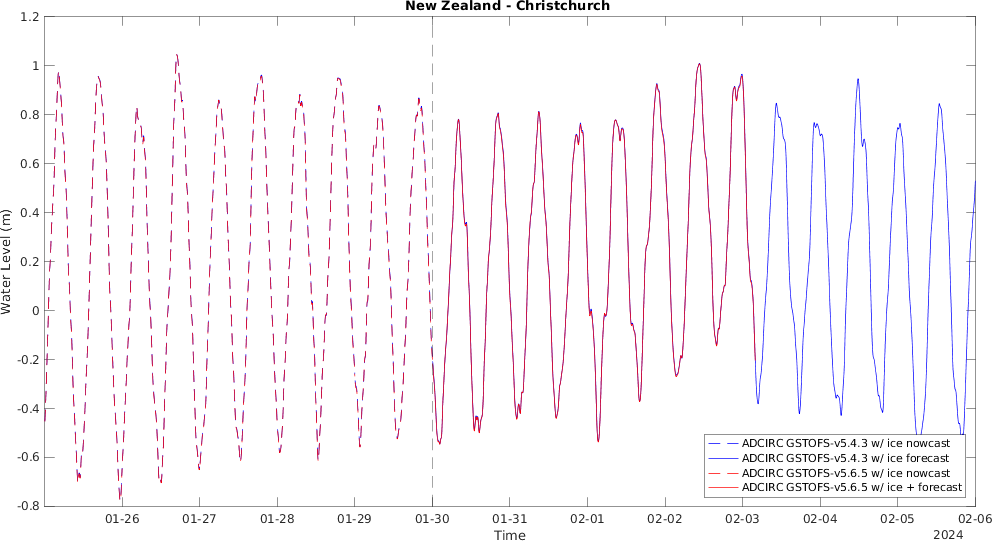 New Zealand - Christchurch
1.2
1
0.8
0.6
0.4
0.2
0
-0.2
-0.4
-0.6
-0.8
Water Level (m)
ADCIRC GSTOFS-v5.4.3 w/ ice nowcast
ADCIRC GSTOFS-v5.4.3 w/ ice forecast
ADCIRC GSTOFS-v5.6.5 w/ ice nowcast
ADCIRC GSTOFS-v5.6.5 w/ ice + forecast
01-26 01-27 01-28 01-29 01-30 01-31 02-01 02-02 02-03 02-04 02-05 02-06
Time
2024